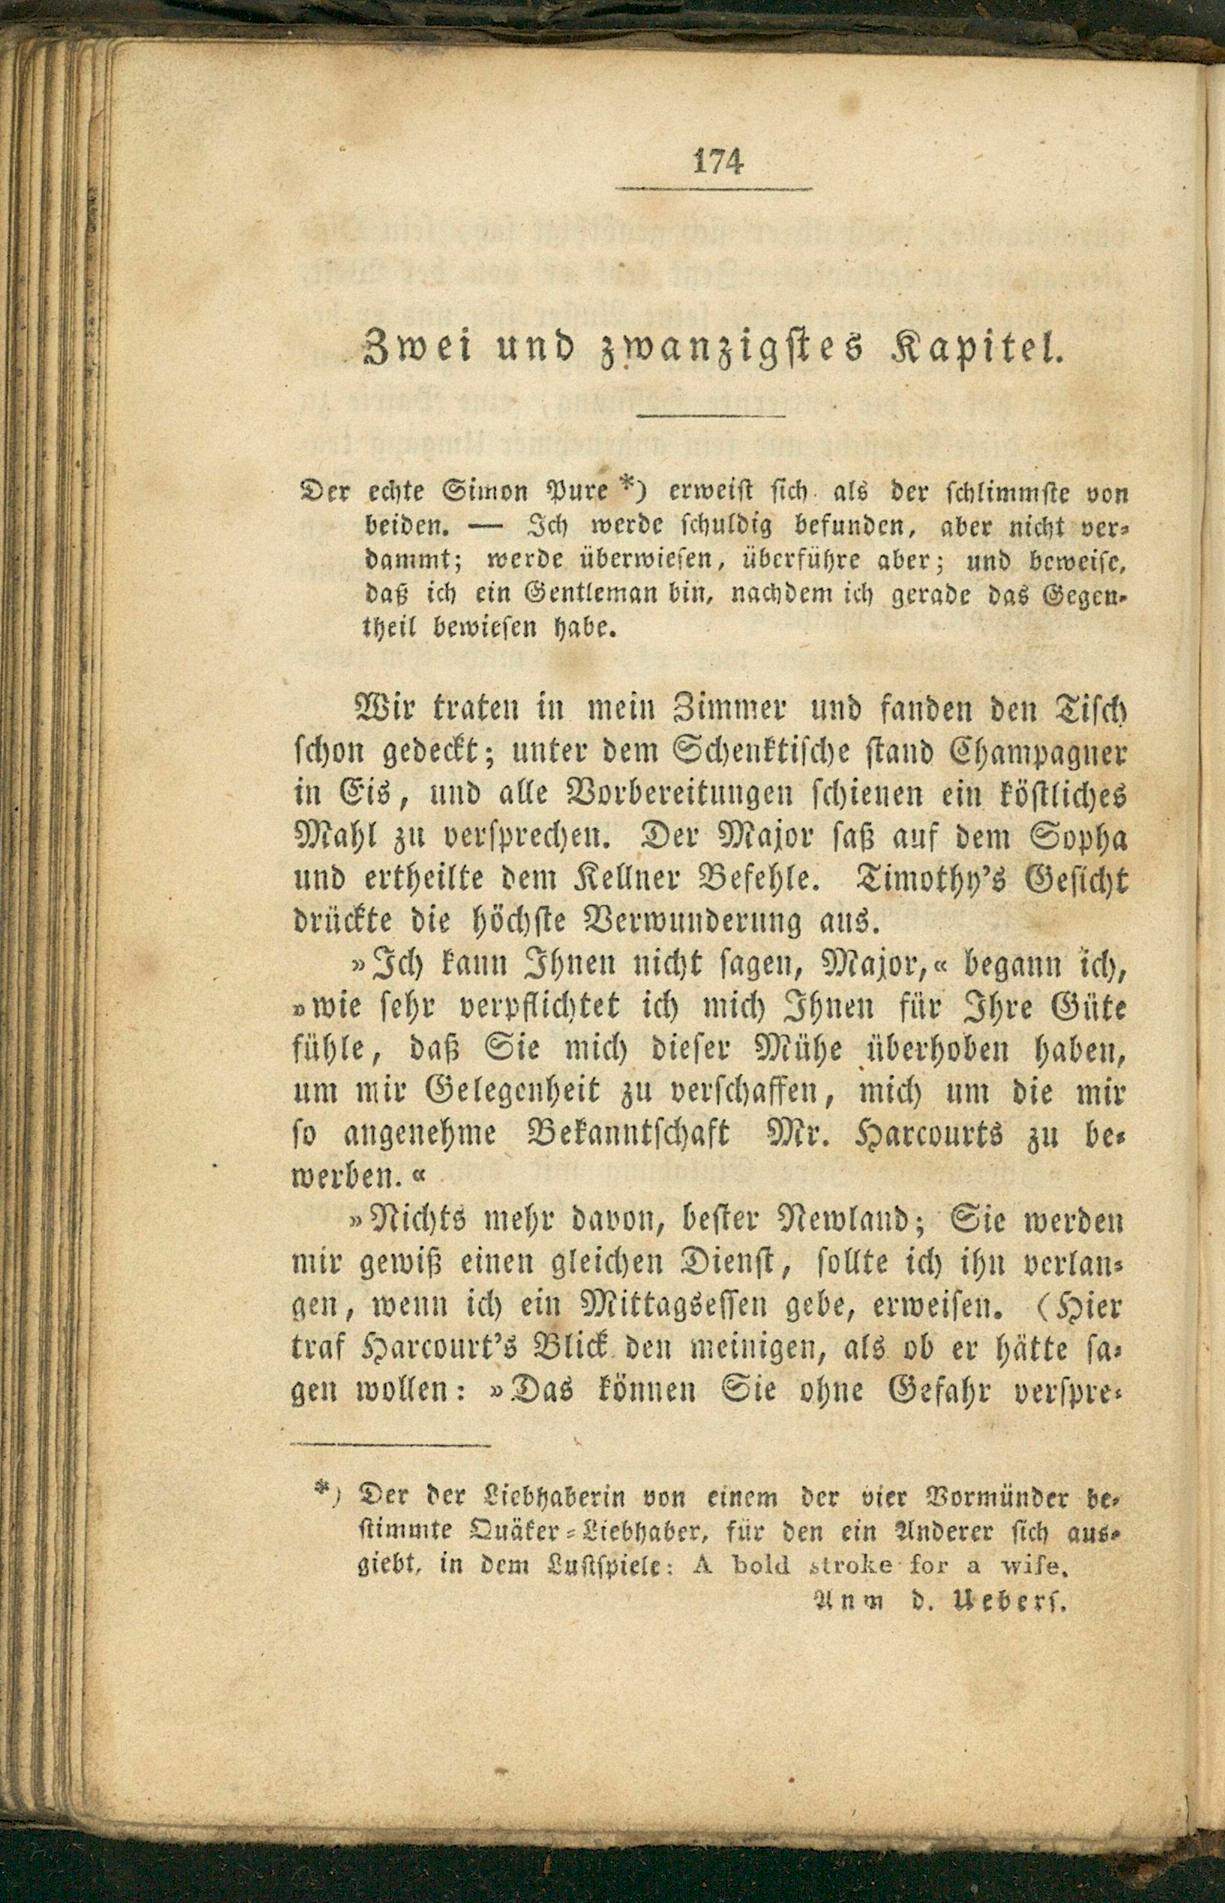 174
Zwei und zwanzigstes Kapitel.
Der echte Simon Pure *) erweist sich als der schlimmste von
beiden. — Ich werde schuldig befunden, aber nicht ver-
dammt; werde überwiesen, überführe aber; und beweise,
daß ich ein Gentleman bin, nachdem ich gerade das Gegen-
theil bewiesen habe.
Wir traten in mein Zimmer und fanden den Tisch
schon gedeckt; unter dem Schenktische stand Champagner
in Eis, und alle Vorbereitungen schienen ein köstliches
Mahl zu versprechen. Der Major saß auf dem Sopha
und ertheilte dem Kellner Befehle. Timothy's Gesicht
drückte die höchste Verwunderung aus.
»Ich kann Ihnen nicht sagen, Major,« begann ich,
»wie sehr verpflichtet ich mich Ihnen für Ihre Güte
fühle, daß Sie mich dieser Mühe überhoben haben,
um mir Gelegenheit zu verschaffen, mich um die mir
so angenehme Bekanntschaft Mr. Harcourts zu be-
werben.«
»Nichts mehr davon, bester Newland; Sie werden
mir gewiß einen gleichen Dienst, sollte ich ihn verlan-
gen, wenn ich ein Mittagsessen gebe, erweisen. (Hier
traf Harcourt's Blick den meinigen, als ob er hätte sa-
gen wollen: »Das können Sie ohne Gefahr verspre-
*) Der der Liebhaberin von einem der vier Vormünder be-
stimmte Quäker-Liebhaber, für den ein Anderer sich aus-
giebt, in dem Lustspiele: A bold stroke for a wife.
Anm d. Uebers.